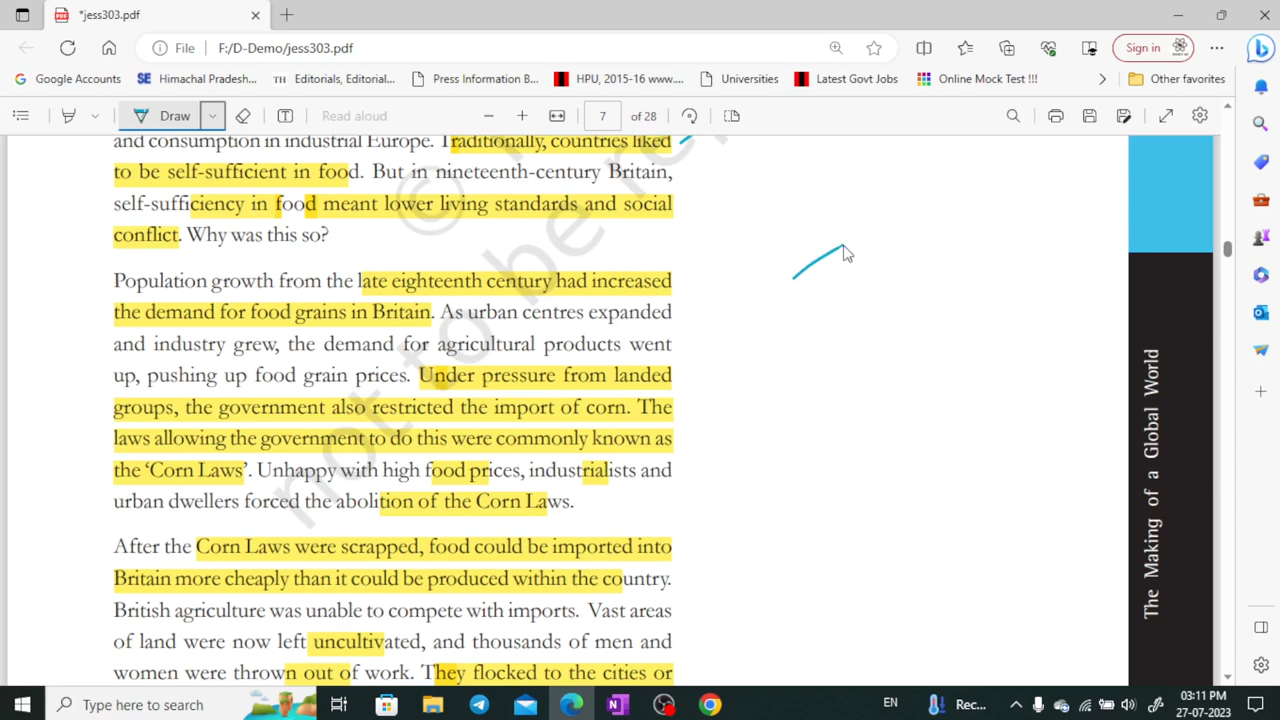 *jess303.pdf
File F:/D-Demo/jess303.pdf Sign in
Google Accounts SE Himachal Pradesh... TH Editorials, Editorial... Press Information B... HPU, 2015-16 www.... Universities Latest Govt Jobs Online Mock Test !!! Other favorites
Draw Read aloud 7 of 28
and consumption in industrial Europe. Traditionally, countries liked
to be self-sufficient in food. But in nineteenth-century Britain,
self-sufficiency in food meant lower living standards and social
conflict. Why was this so?
Population growth from the late eighteenth century had increased
the demand for food grains in Britain. As urban centres expanded
and industry grew, the demand for agricultural products went
up, pushing up food grain prices. Under pressure from landed
groups, the government also restricted the import of corn. The
laws allowing the government to do this were commonly known as
the ‘Corn Laws’. Unhappy with high food prices, industrialists and
urban dwellers forced the abolition of the Corn Laws.
After the Corn Laws were scrapped, food could be imported into
Britain more cheaply than it could be produced within the country.
British agriculture was unable to compete with imports. Vast areas
of land were now left uncultivated, and thousands of men and
women were thrown out of work. They flocked to the cities or
©
not to be rep
The Making of a Global World
Type here to search Rec... EN 03:11 PM
27-07-2023